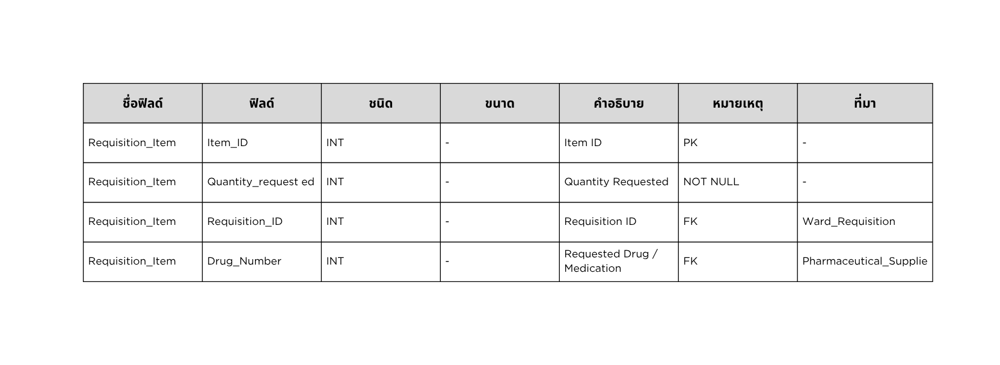 ชื่อฟิลด์ ฟิลด์ ชนิด ขนาด คำอธิบาย หมายเหตุ ที่มา
Requisition_Item Item_ID INT - Item ID PK -
Requisition_Item Quantity_request ed INT - Quantity Requested NOT NULL -
Requisition_Item Requisition_ID INT - Requisition ID FK Ward_Requisition
Requisition_Item Drug_Number INT - Requested Drug /
Medication FK Pharmaceutical_Supplie